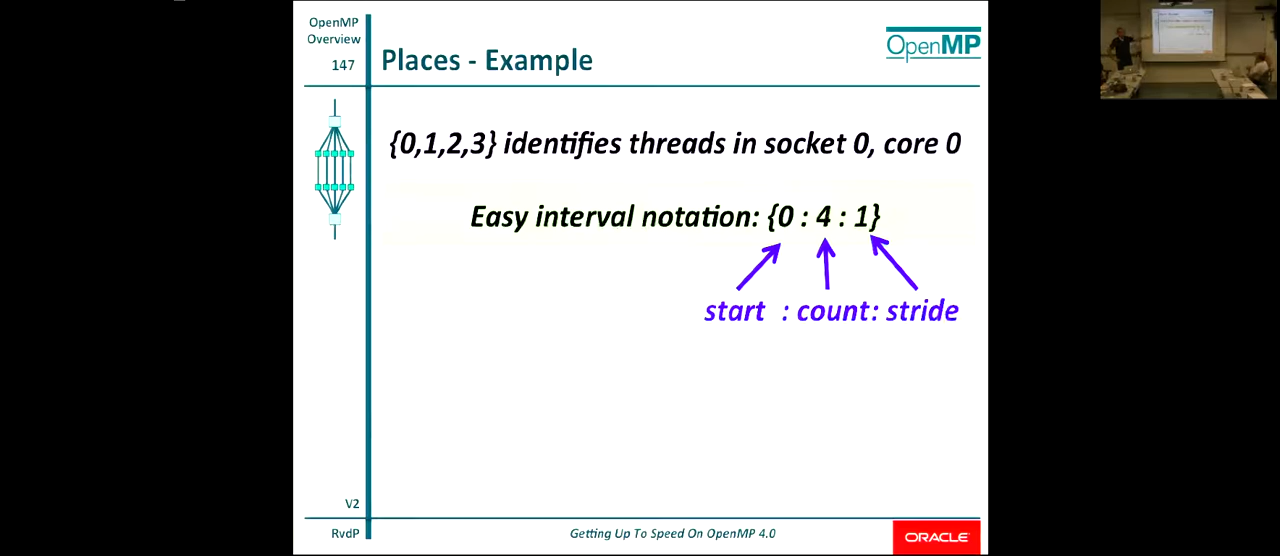 OpenMP
Overview
147
Places - Example
OpenMP
{0,1,2,3} identifies threads in socket 0, core 0
Easy interval notation: {0 : 4 : 1}
start : count: stride
V2
RvdP
Getting Up To Speed On OpenMP 4.0
ORACLE